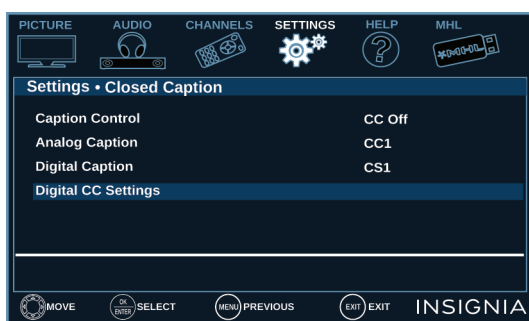 PICTURE AUDIO CHANNELS SETTINGS HELP MHL
MHL
Settings • Closed Caption
Caption Control CC Off
Analog Caption CC1
Digital Caption CS1
Digital CC Settings
MOVE OK ENTER SELECT MENU PREVIOUS EXIT EXIT INSIGNIA